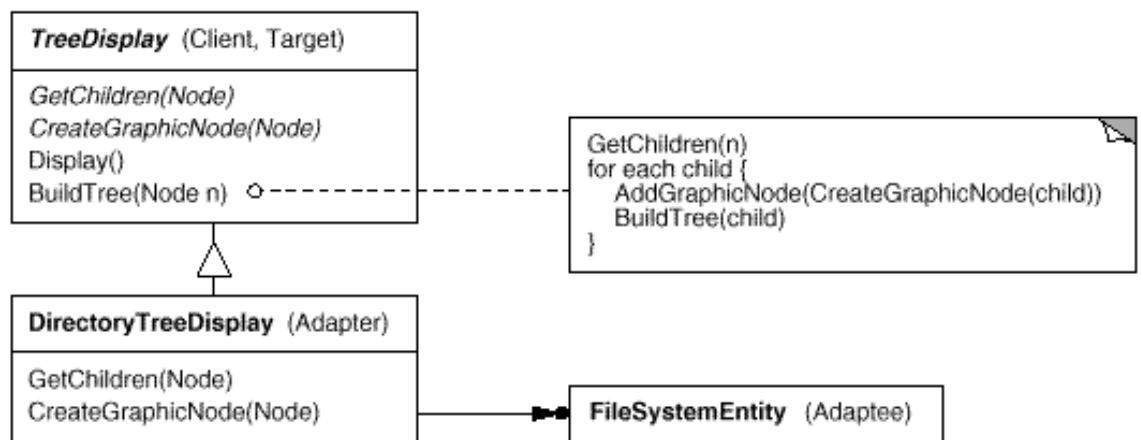 TreeDisplay (Client, Target)
GetChildren(Node)
CreateGraphicNode(Node)
Display()
BuildTree(Node n)
GetChildren(n)
for each child {
AddGraphicNode(CreateGraphicNode(child))
BuildTree(child)
}
DirectoryTreeDisplay (Adapter)
GetChildren(Node)
CreateGraphicNode(Node)
FileSystemEntity (Adaptee)